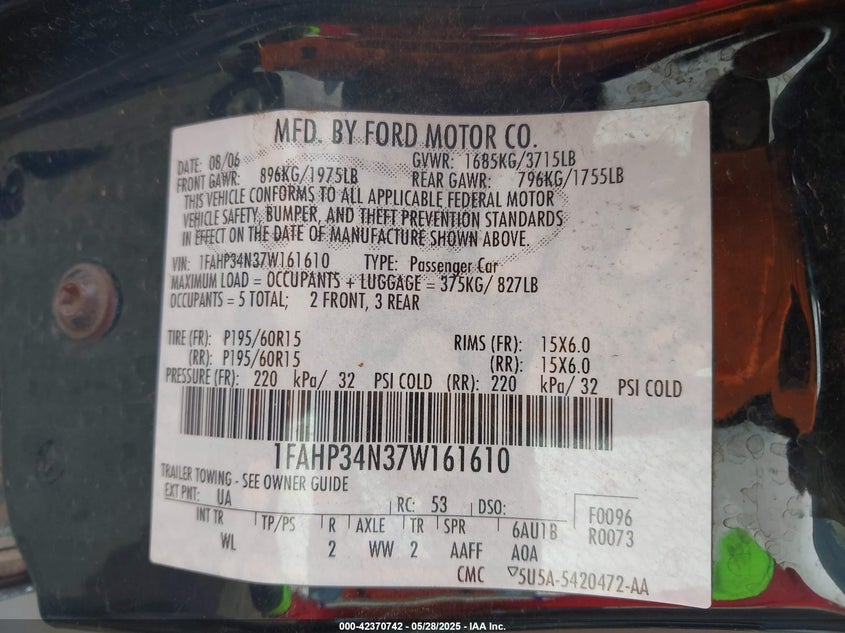 MFD. BY FORD MOTOR CO.
DATE: 08/06 GVWR: 1685KG/3715LB
FRONT GAWR: 896KG/1975LB REAR GAWR: 796KG/1755LB
THIS VEHICLE CONFORMS TO ALL APPLICABLE FEDERAL MOTOR
VEHICLE SAFETY, BUMPER, AND THEFT PREVENTION STANDARDS
IN EFFECT ON THE DATE OF MANUFACTURE SHOWN ABOVE.
VIN: 1FAHP34N37W161610 TYPE: Passenger Car
MAXIMUM LOAD = OCCUPANTS + LUGGAGE = 375KG/ 827LB
OCCUPANTS = 5 TOTAL; 2 FRONT, 3 REAR
TIRE (FR): P195/60R15 RIMS (FR): 15X6.0
(RR): P195/60R15 (RR): 15X6.0
PRESSURE (FR): 220 kPa/ 32 PSI COLD (RR): 220 kPa/ 32 PSI COLD
1FAHP34N37W161610
TRAILER TOWING - SEE OWNER GUIDE
EXT PNT: UA RC: 53 DSO: F0096
INT TR TP/PS R AXLE TR SPR 6AU1B R0073
WL 2 WW 2 AAFF AOA
CMC 5U5A-5420472-AA
000-42370742 - 05/28/2025 - IAA Inc.